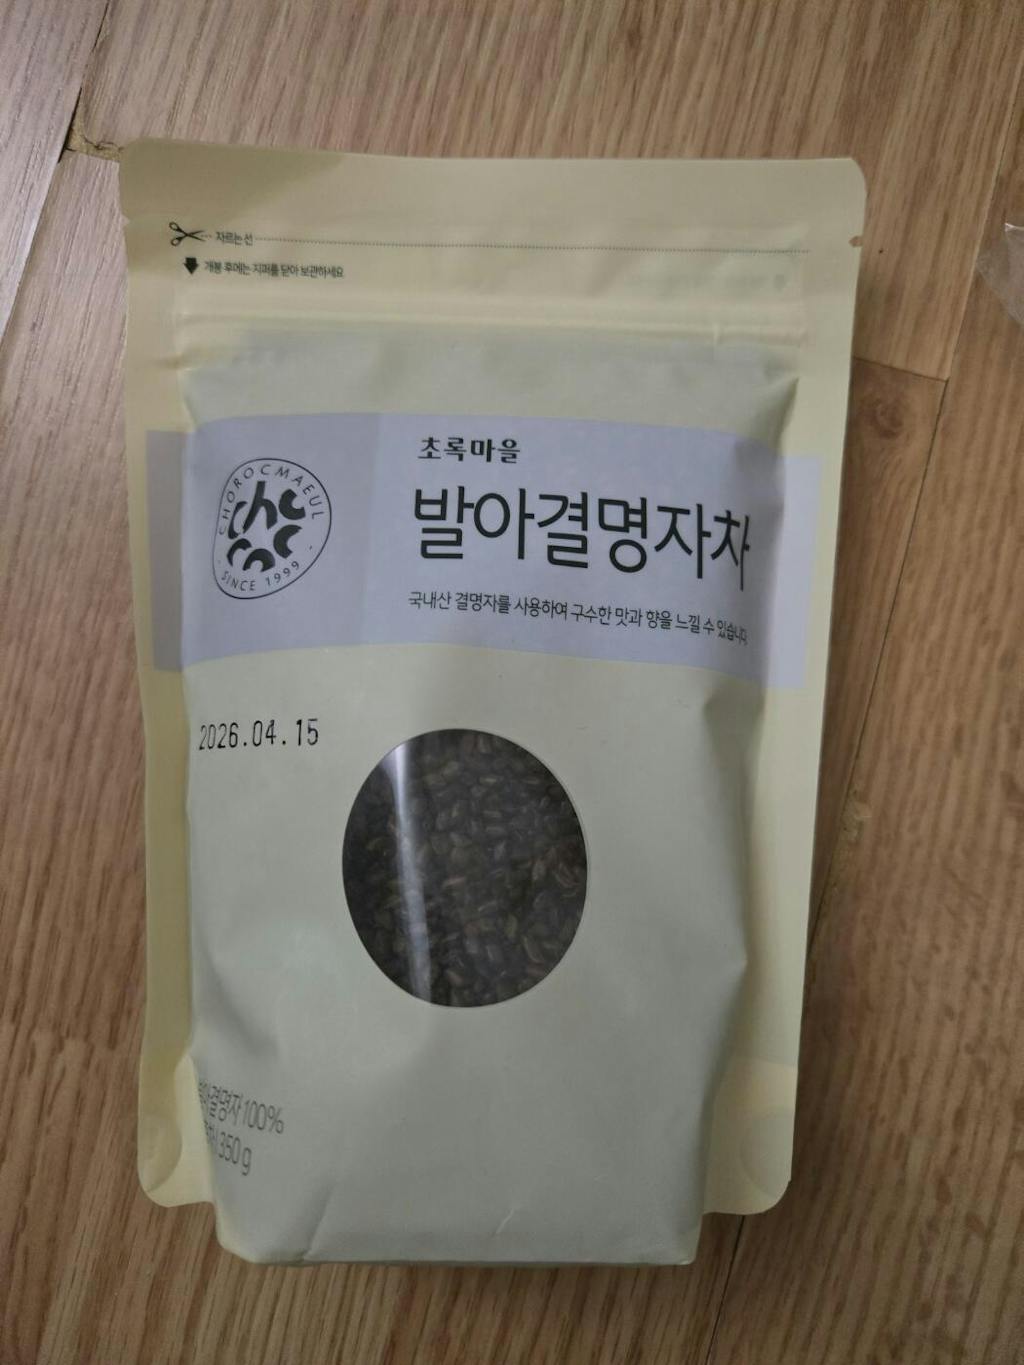 자르는선
개봉 후에는 지퍼를 닫아 보관하세요
CHOROCMAEUL
SINCE 1999
초록마을
발아결명자차
국내산 결명자를 사용하여 구수한 맛과 향을 느낄 수 있습니다.
2026.04.15
발아결명자 100%
350 g